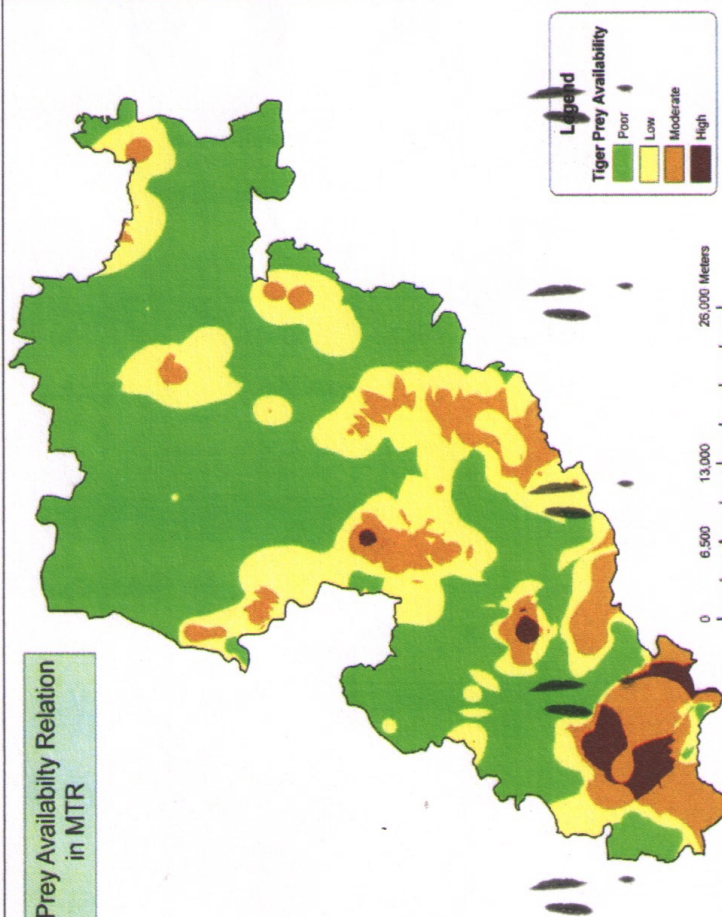 Prey Availabilty Relation
in MTR
Legend
Tiger Prey Availability
Poor
Low
Moderate
High
0
6,500
13,000
26,000 Meters